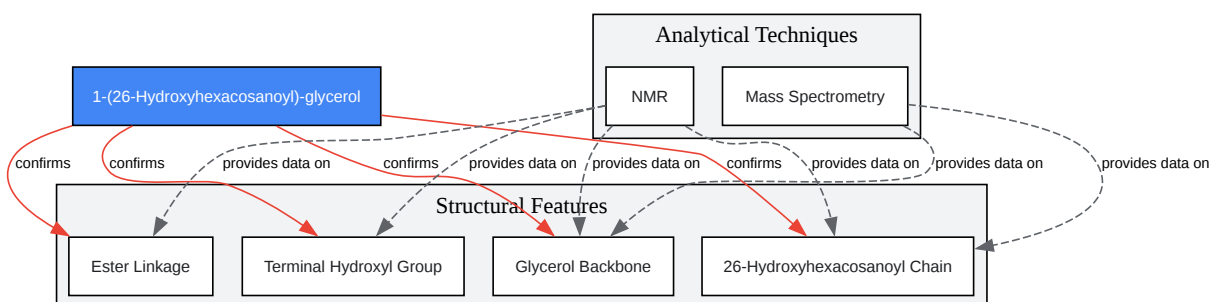 Analytical Techniques
1-(26-Hydroxyhexacosanoyl)-glycerol
NMR
Mass Spectrometry
confirms
confirms
provides data on
confirms
provides data on
provides data on
confirms
provides data on
provides data on
provides data on
Structural Features
Ester Linkage
Terminal Hydroxyl Group
Glycerol Backbone
26-Hydroxyhexacosanoyl Chain